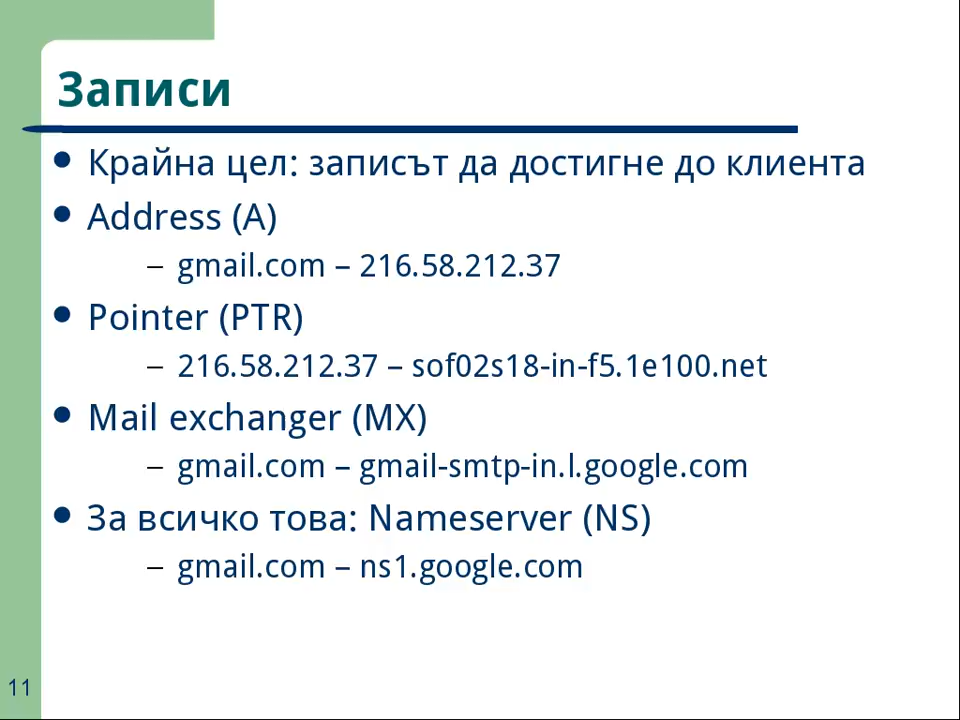 Записи
Крайна цел: записът да достигне до клиента
Address (A)
– gmail.com – 216.58.212.37
Pointer (PTR)
– 216.58.212.37 – sof02s18-in-f5.1e100.net
Mail exchanger (MX)
– gmail.com – gmail-smtp-in.l.google.com
За всичко това: Nameserver (NS)
– gmail.com – ns1.google.com
11